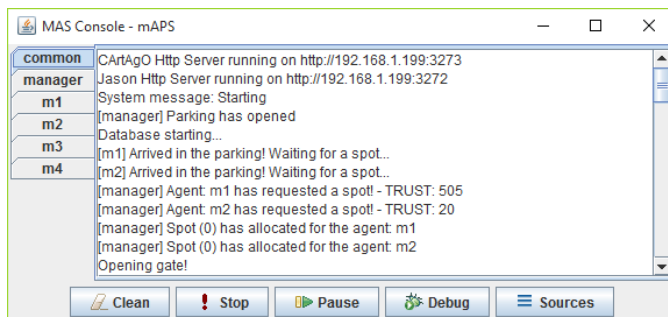 MAS Console - mAPS
common
manager
m1
m2
m3
m4
CArtAgO Http Server running on http://192.168.1.199:3273
Jason Http Server running on http://192.168.1.199:3272
System message: Starting
[manager] Parking has opened
Database starting...
[m1] Arrived in the parking! Waiting for a spot...
[m2] Arrived in the parking! Waiting for a spot...
[manager] Agent: m1 has requested a spot! - TRUST: 505
[manager] Agent: m2 has requested a spot! - TRUST: 20
[manager] Spot (0) has allocated for the agent: m1
[manager] Spot (0) has allocated for the agent: m2
Opening gate!
Clean Stop Pause Debug Sources